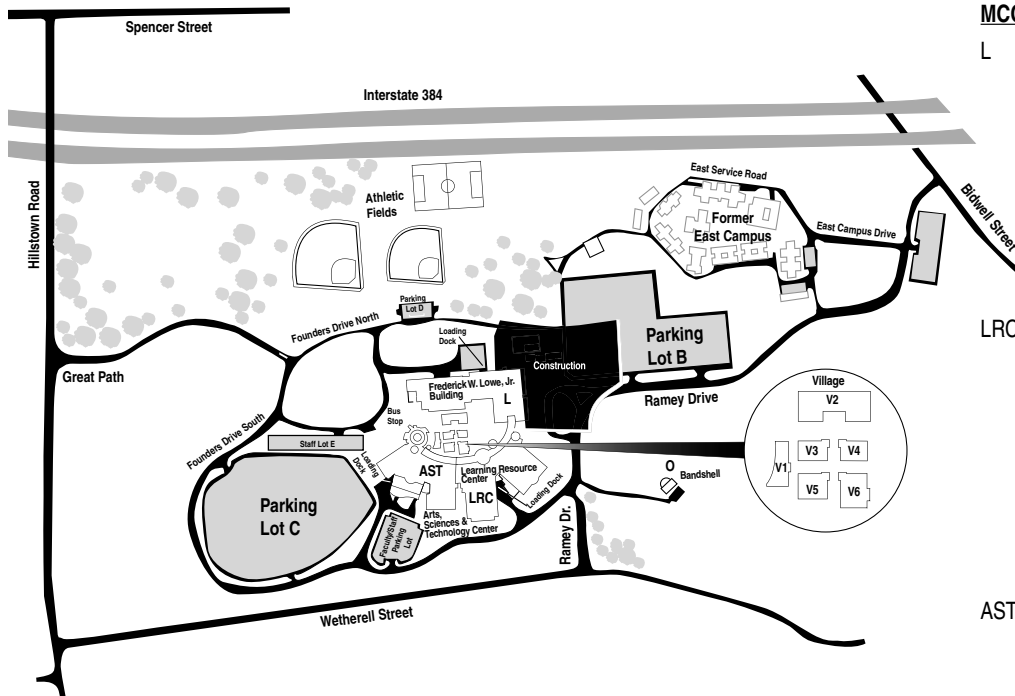 Spencer Street
MCC
L
Interstate 384
Hillstown Road
East Service Road
Athletic
Fields
Former
East Campus
East Campus Drive
Bidwell Street
Parking
Lot D
Founders Drive North
Loading
Dock
Construction
Parking
Lot B
LRC
Great Path
Frederick W. Lowe, Jr.
Building
L
Ramey Drive
Village
V2
Bus
Stop
Founders Drive South
Staff Lot E
V3
V4
V1
V5
V6
Loading
Dock
AST
Learning Resource
Center
LRC
Loading Dock
O
Bandshell
Parking
Lot C
Arts,
Sciences &
Technology Center
Faculty/Staff
Parking
Lot
Ramey Dr.
Wetherell Street
AST